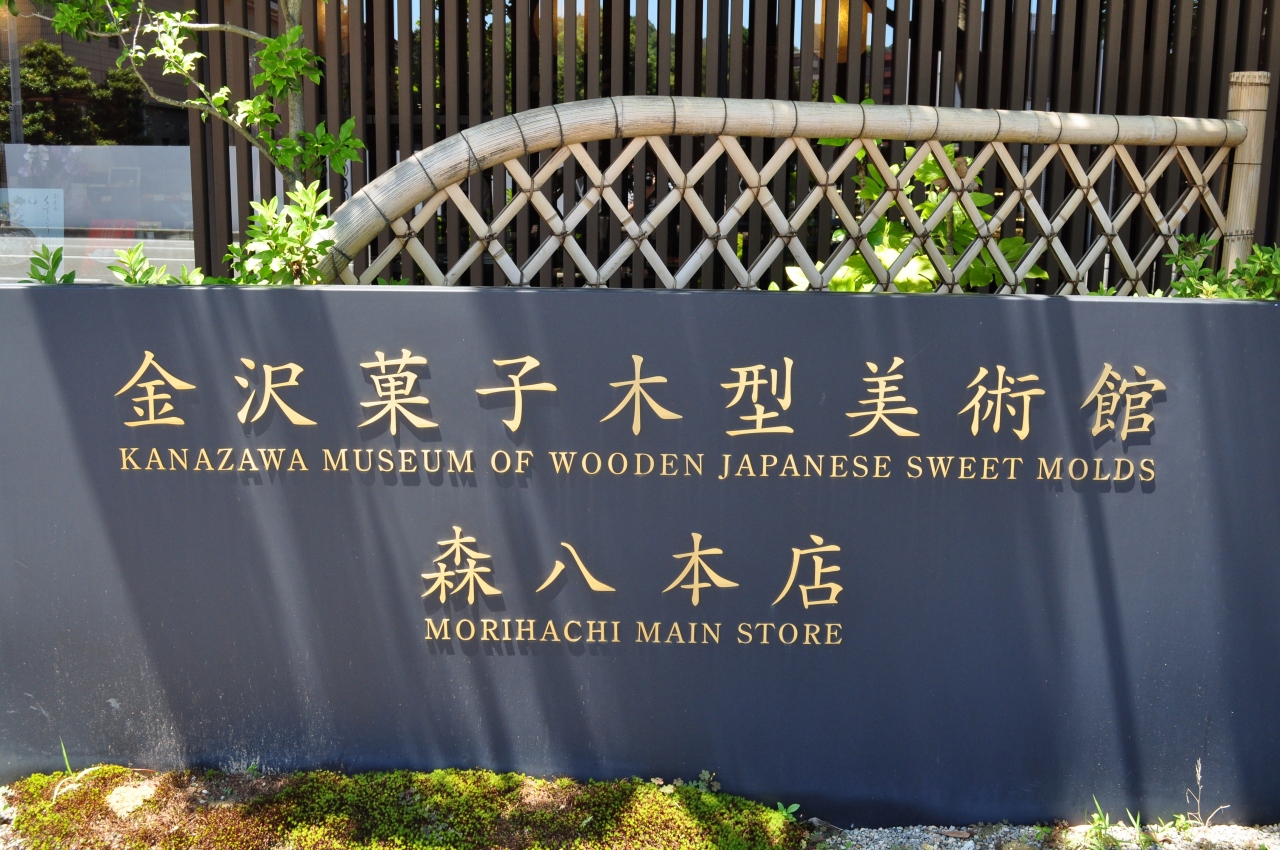 金沢菓子木型美術館
KANAZAWA MUSEUM OF WOODEN JAPANESE SWEET MOLDS
森八本店
MORIHACHI MAIN STORE